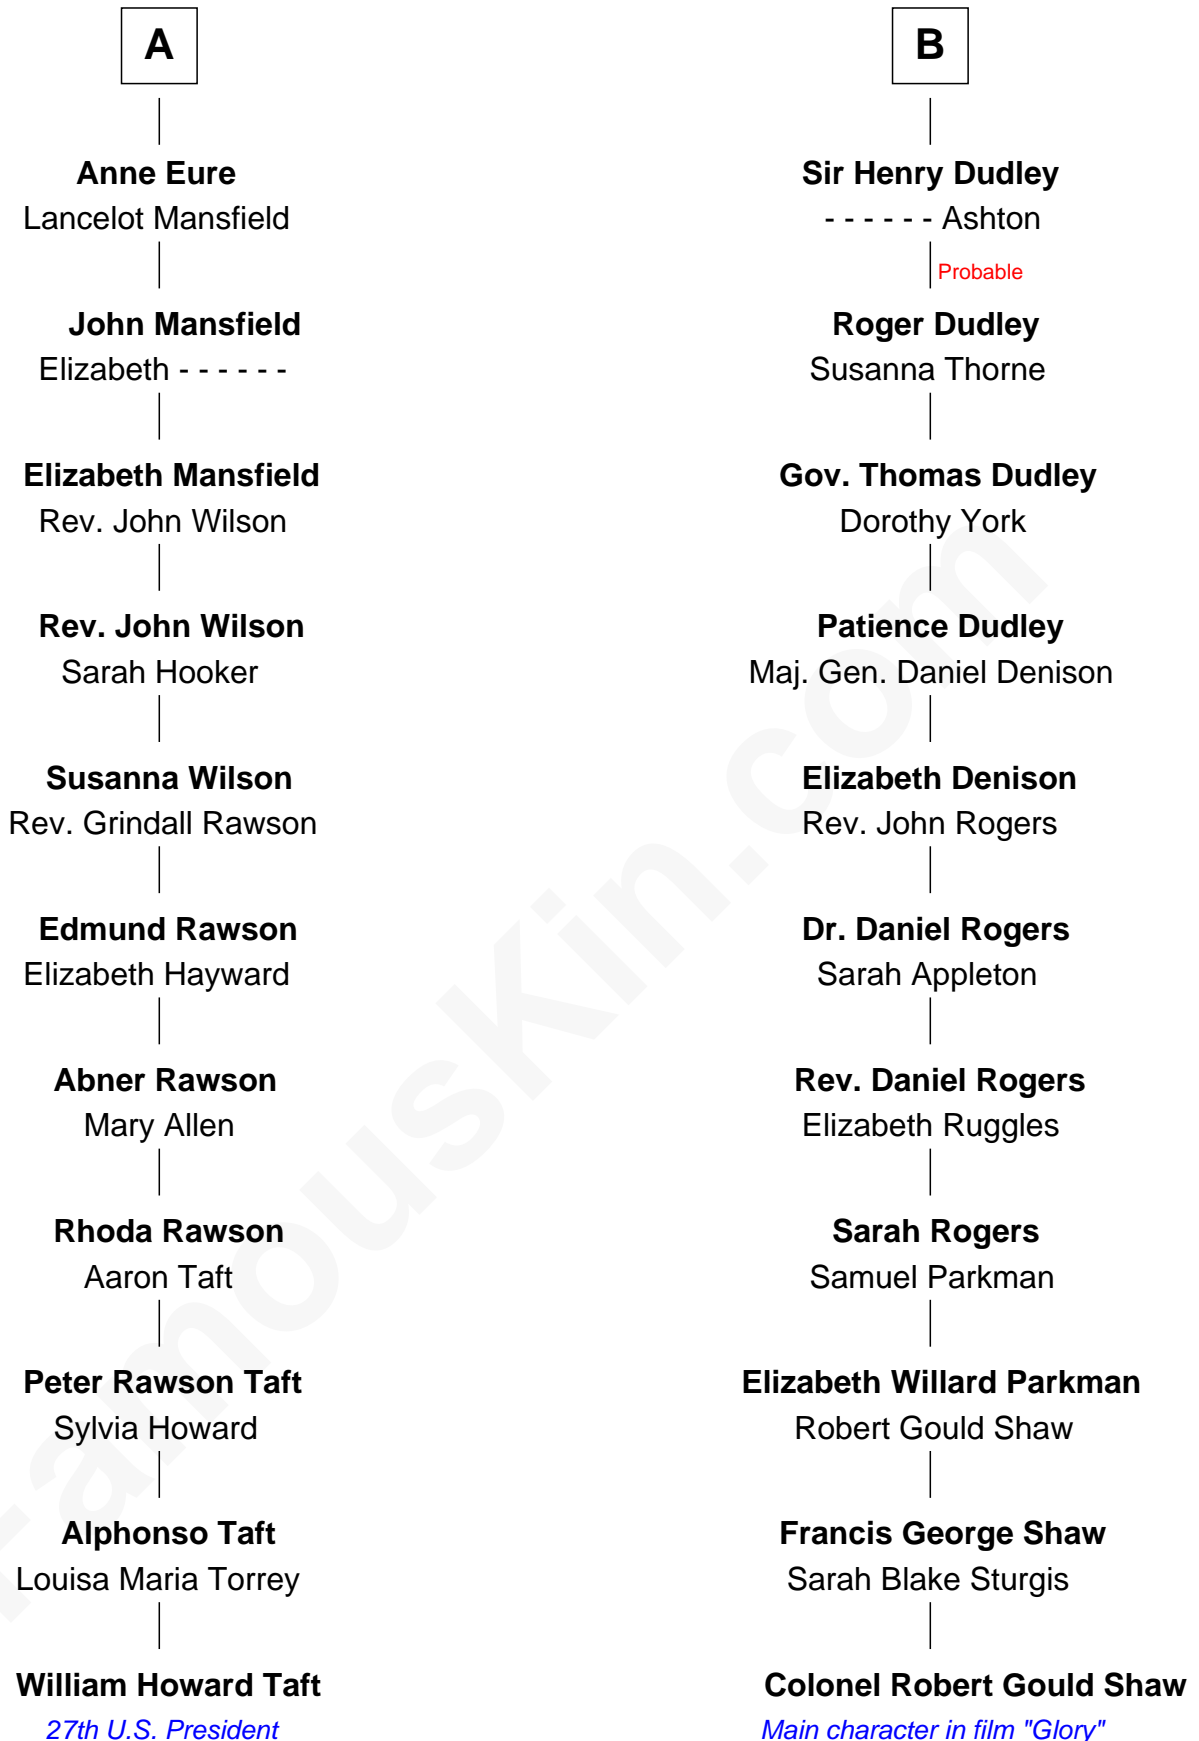 A
Anne Eure
Lancelot Mansfield
John Mansfield
Elizabeth - - - - - -
Elizabeth Mansfield
Rev. John Wilson
Rev. John Wilson
Sarah Hooker
Susanna Wilson
Rev. Grindall Rawson
Edmund Rawson
Elizabeth Hayward
Abner Rawson
Mary Allen
Rhoda Rawson
Aaron Taft
Peter Rawson Taft
Sylvia Howard
Alphonso Taft
Louisa Maria Torrey
William Howard Taft
27th U.S. President
B
Sir Henry Dudley
- - - - - - Ashton
Probable
Roger Dudley
Susanna Thorne
Gov. Thomas Dudley
Dorothy York
Patience Dudley
Maj. Gen. Daniel Denison
Elizabeth Denison
Rev. John Rogers
Dr. Daniel Rogers
Sarah Appleton
Rev. Daniel Rogers
Elizabeth Ruggles
Sarah Rogers
Samuel Parkman
Elizabeth Willard Parkman
Robert Gould Shaw
Francis George Shaw
Sarah Blake Sturgis
Colonel Robert Gould Shaw
Main character in film "Glory"
FamousKin.com